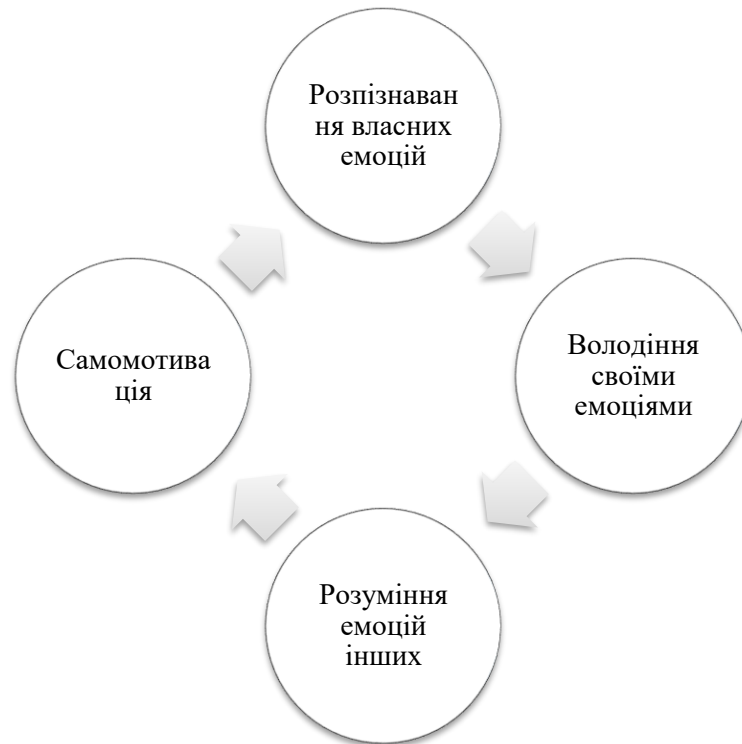 Розпізнаван
ня власних
емоцій
Володіння
своїми
емоціями
Розуміння
емоцій
інших
Самомотива
ція